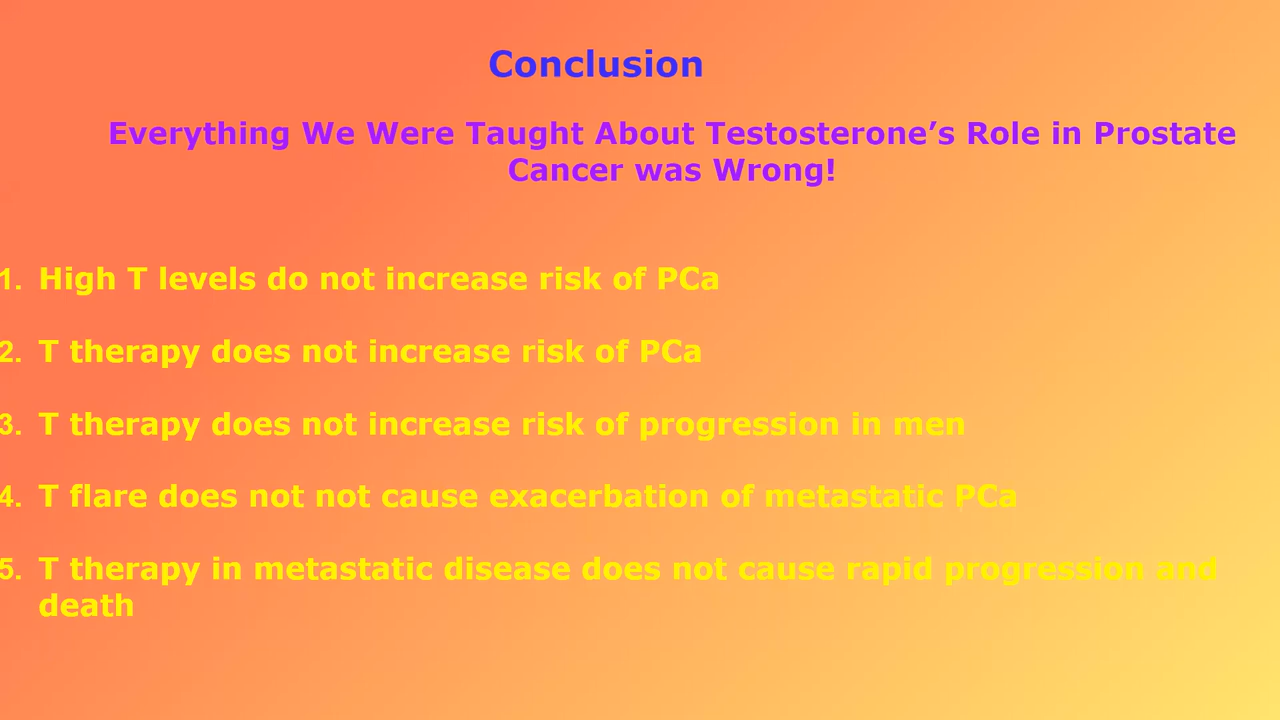 Conclusion
Everything We Were Taught About Testosterone’s Role in Prostate
Cancer was Wrong!
1. High T levels do not increase risk of PCa
2. T therapy does not increase risk of PCa
3. T therapy does not increase risk of progression in men
4. T flare does not not cause exacerbation of metastatic PCa
5. T therapy in metastatic disease does not cause rapid progression and
death